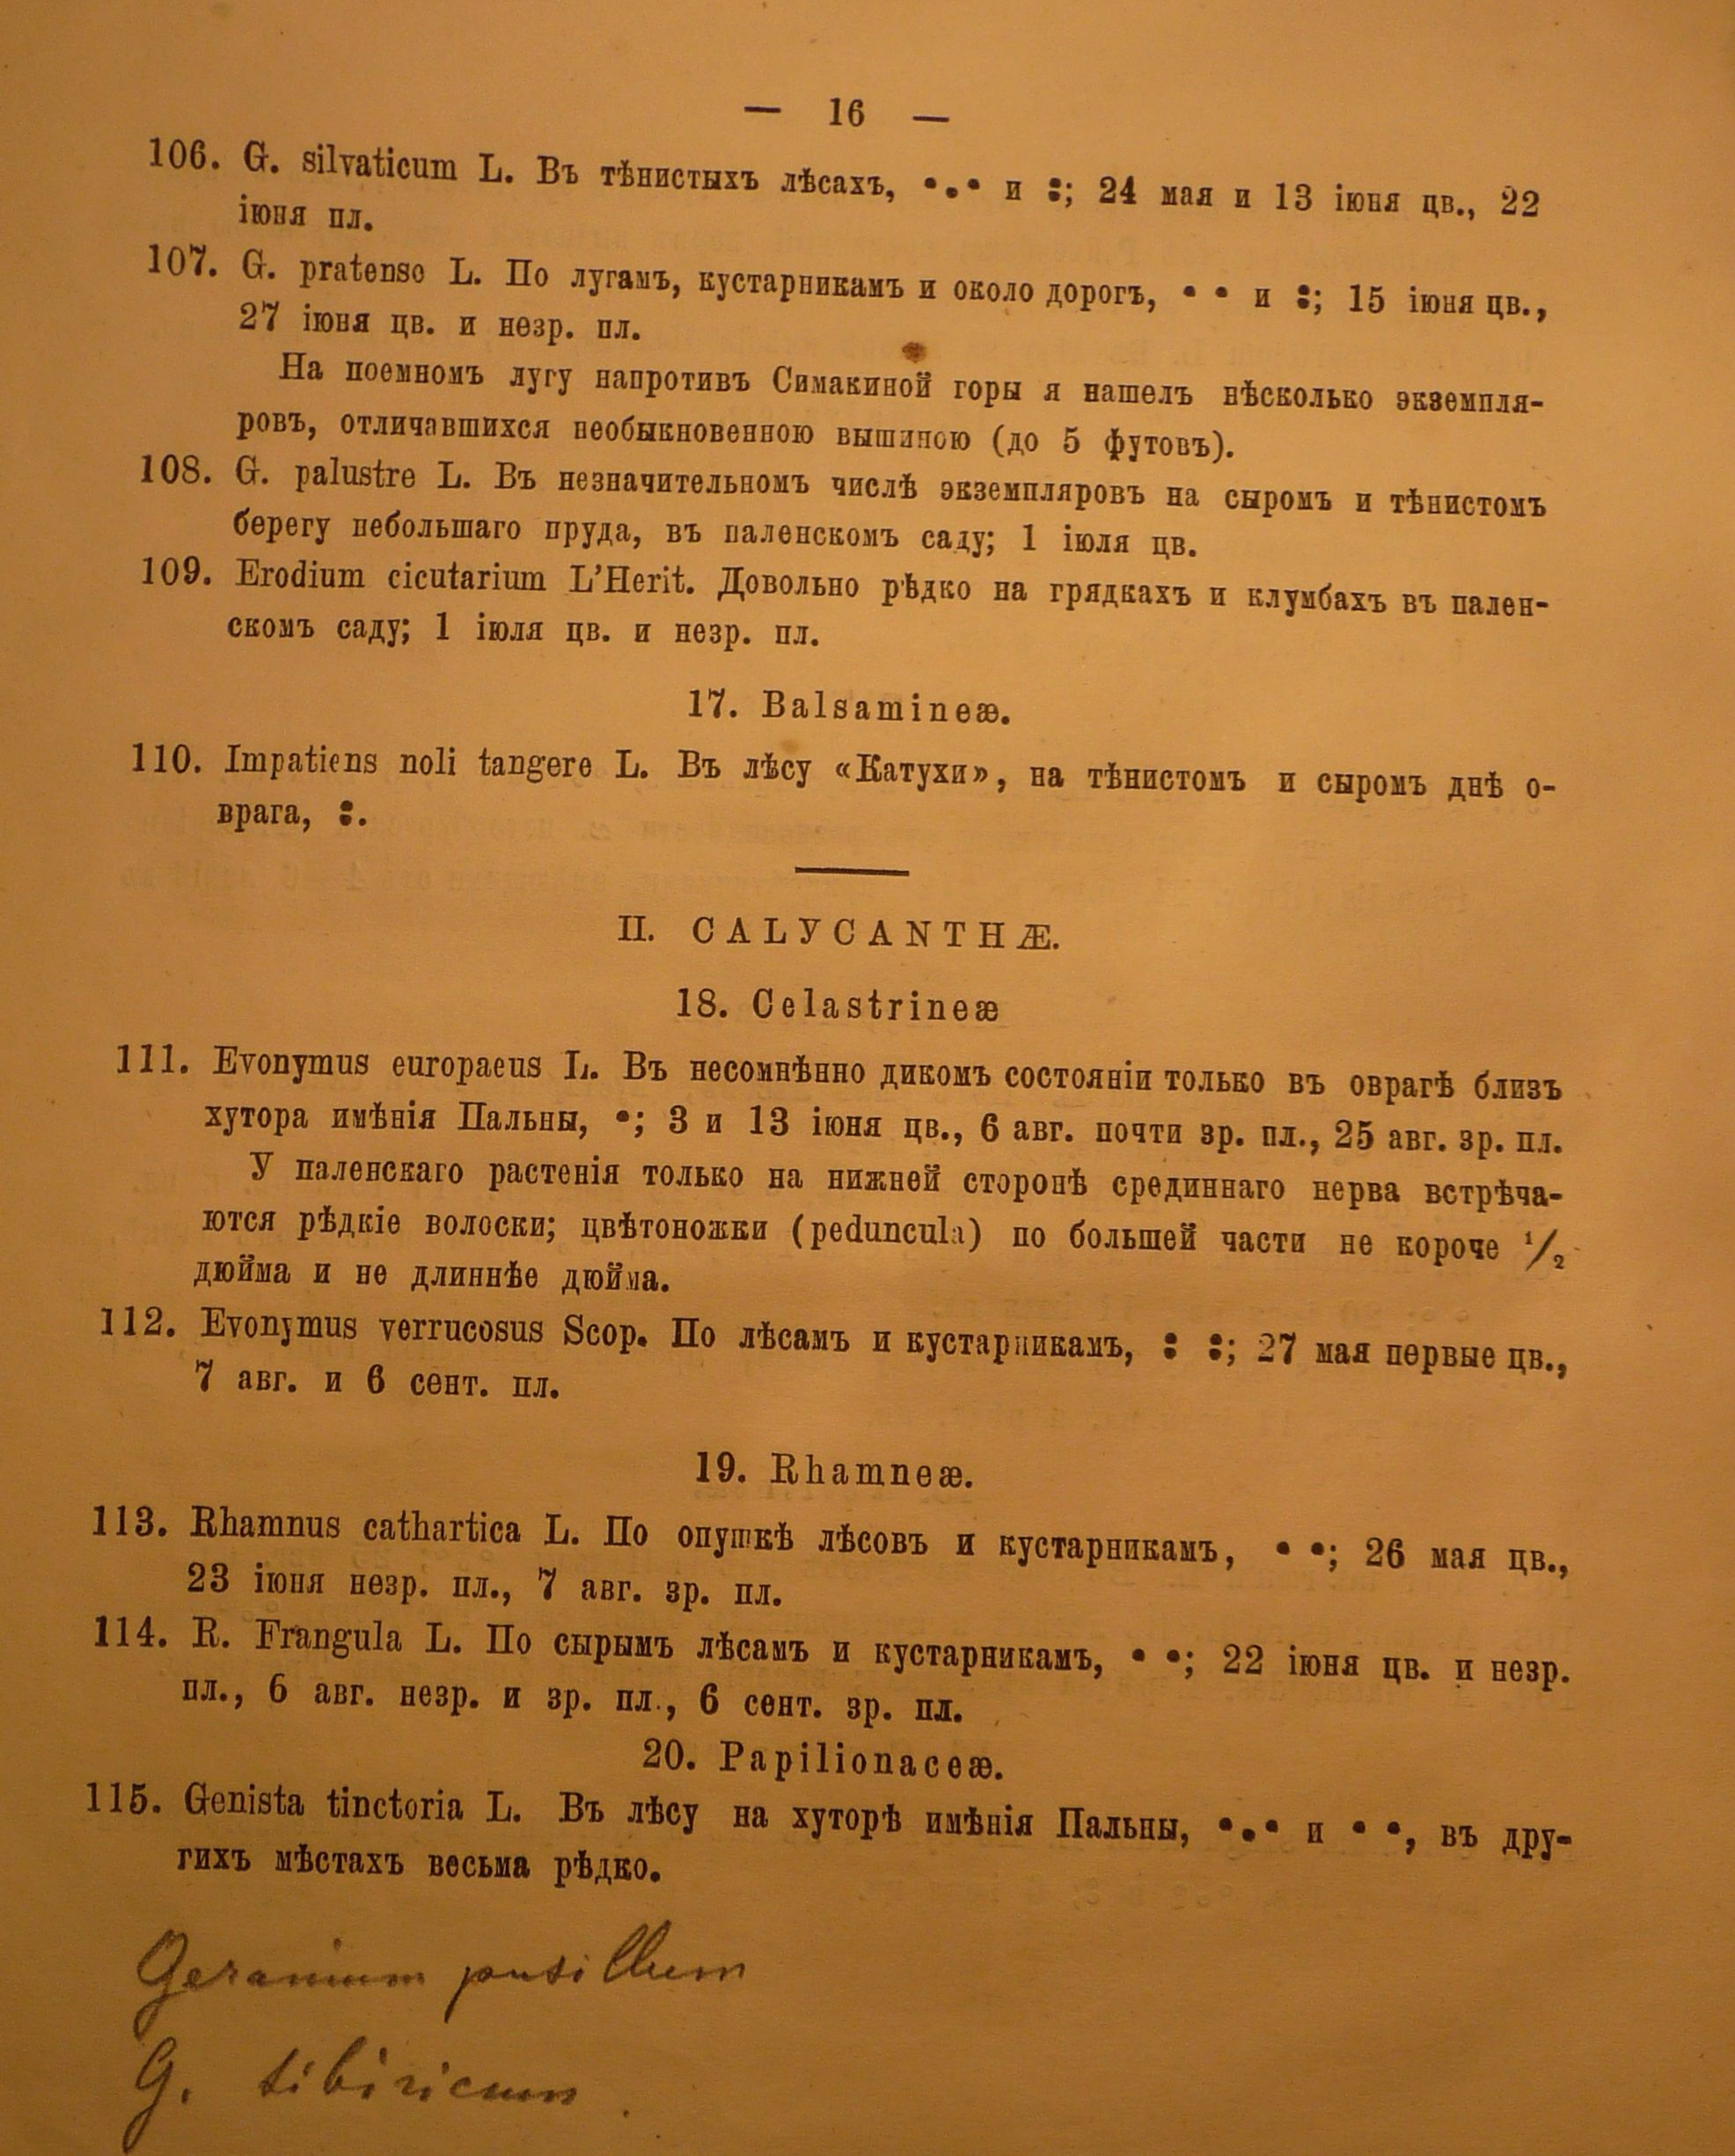 — 16 —
106. G. silvaticum L. Въ тѣнистыхъ лѣсахъ, •.• и :; 24 мая и 13 іюня цв., 22
іюня пл.
107. G. pratense L. По лугамъ, кустарникамъ и около дорогъ, • • и :; 15 іюня цв.,
27 іюня цв. и незр. пл.
На поемномъ лугу напротивъ Симакиной горы я нашелъ нѣсколько экземпля-
ровъ, отличавшихся необыкновенною вышиною (до 5 футовъ).
108. G. palustre L. Въ незначительномъ числѣ экземпляровъ на сыромъ и тѣнистомъ
берегу небольшаго пруда, въ паленскомъ саду; 1 іюля цв.
109. Erodium cicutarium L'Herit. Довольно рѣдко на грядкахъ и клумбахъ въ пален-
скомъ саду; 1 іюля цв. и незр. пл.
17. Balsamineæ.
110. Impatiens noli tangere L. Въ лѣсу «Катухи», на тѣнистомъ и сыромъ днѣ о-
врага, :.
II. CALYCANTHÆ.
18. Celastrineæ
111. Evonymus europaeus L. Въ несомнѣнно дикомъ состояніи только въ оврагѣ близъ
хутора имѣнія Пальны, •; 3 и 13 іюня цв., 6 авг. почти зр. пл., 25 авг. зр. пл.
У паленскаго растенія только на нижней сторонѣ срединнаго нерва встрѣча-
ются рѣдкіе волоски; цвѣтоножки (peduncula) по большей части не короче 1/2
дюйма и не длиннѣе дюйма.
112. Evonymus verrucosus Scop. По лѣсамъ и кустарникамъ, : :; 27 мая первые цв.,
7 авг. и 6 сент. пл.
19. Rhamneæ.
113. Rhamnus cathartica L. По опушкѣ лѣсовъ и кустарникамъ, • •; 26 мая цв.,
23 іюня незр. пл., 7 авг. зр. пл.
114. R. Frangula L. По сырымъ лѣсамъ и кустарникамъ, • •; 22 іюня цв. и незр.
пл., 6 авг. незр. и зр. пл., 6 сент. зр. пл.
20. Papilionaceæ.
115. Genista tinctoria L. Въ лѣсу на хуторѣ имѣнія Пальны, •.• и • •, въ дру-
гихъ мѣстахъ весьма рѣдко.
Geranium pusillum
G. sibiricum.